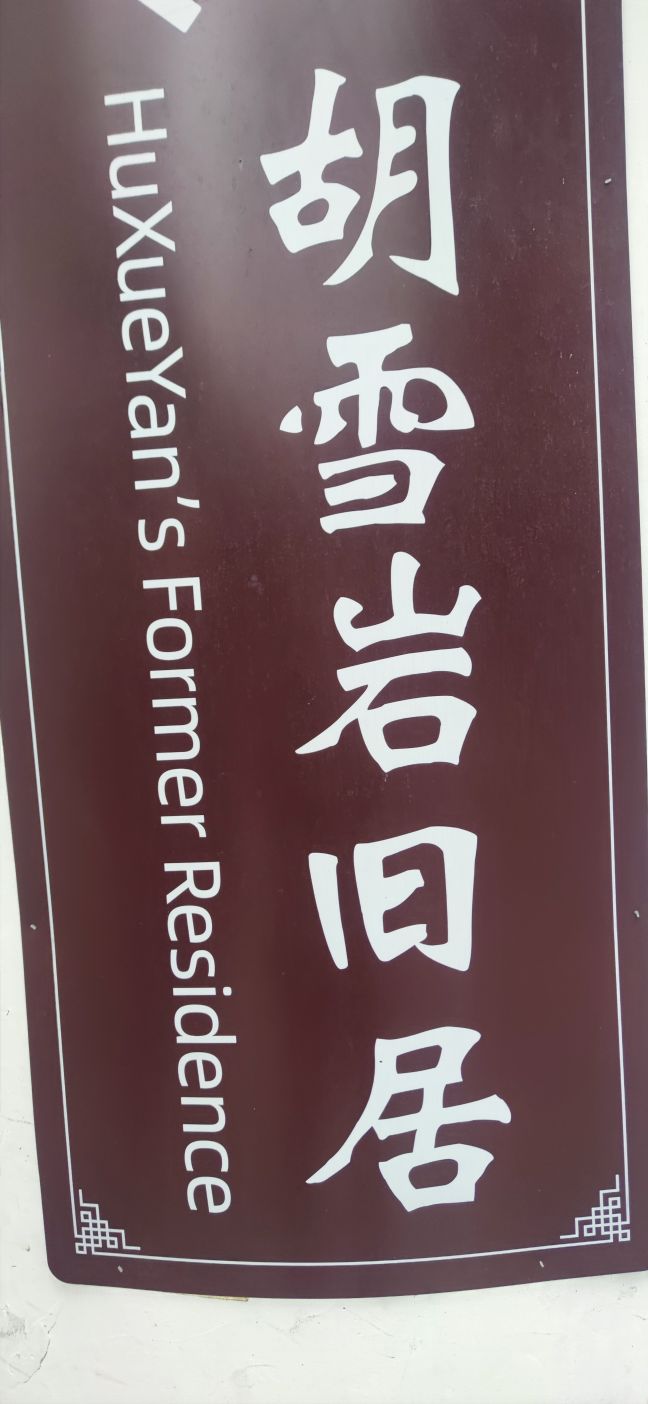 胡雪岩旧居
HuXueYan's Former Residence